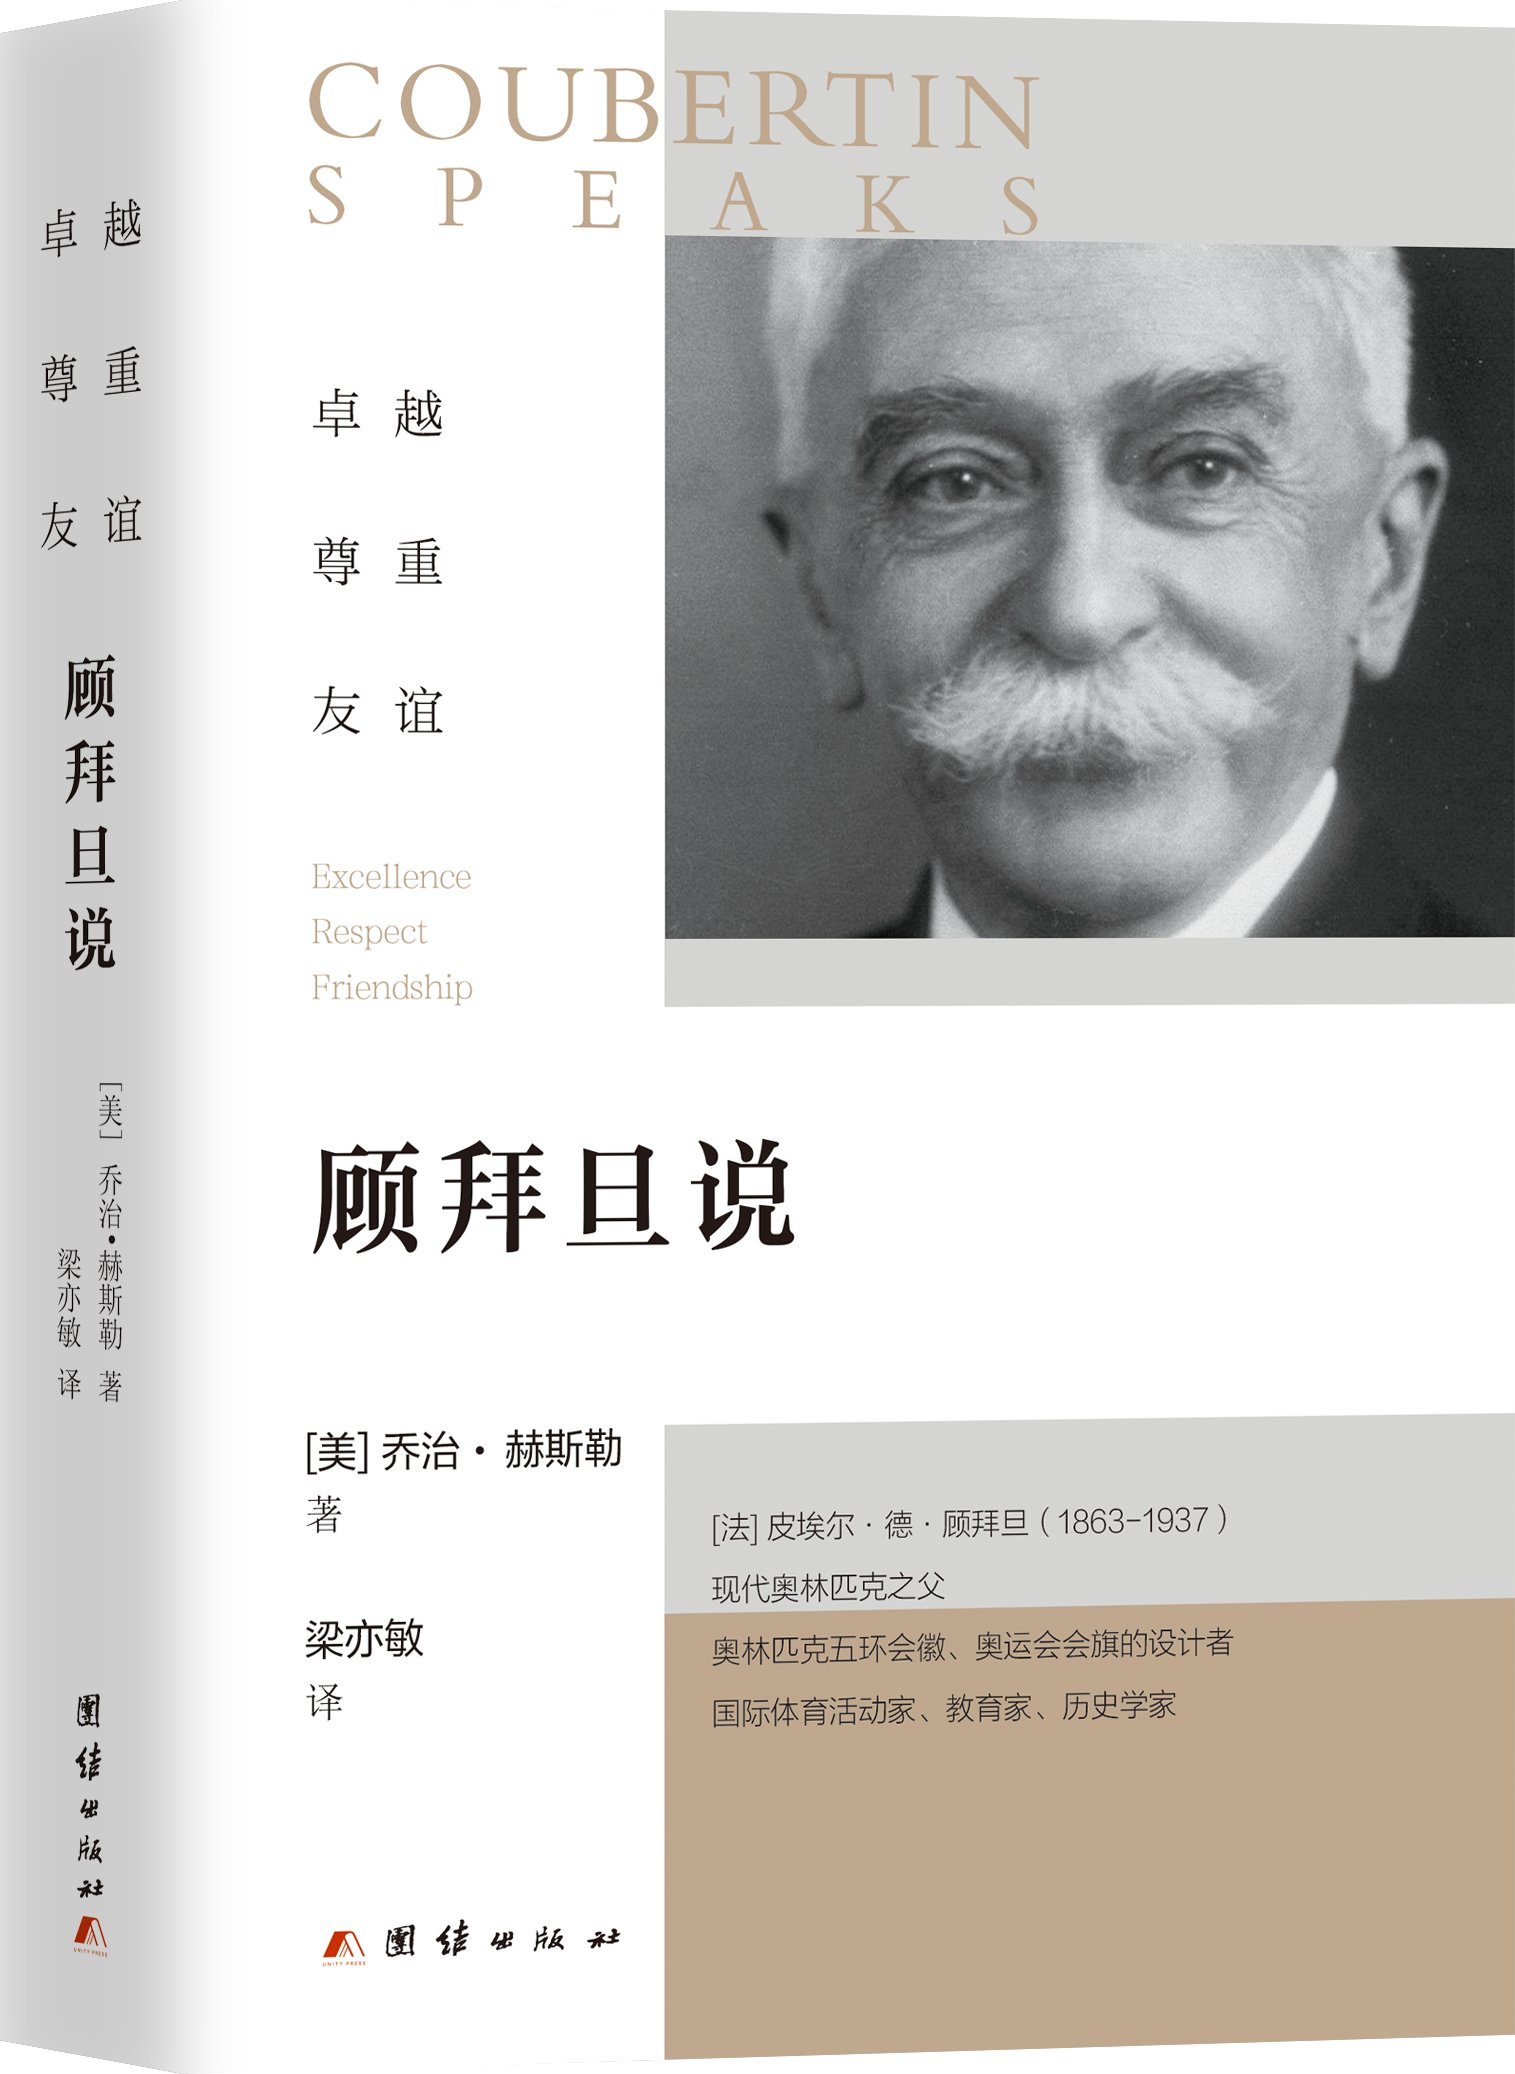 卓越
尊重
友谊
顾拜旦说
[美] 乔治·赫斯勒 著
梁亦敏 译
團结出版社
UNITY PRESS
COUBERTIN
SPEAKS
卓越
尊重
友谊
Excellence
Respect
Friendship
顾拜旦说
[美] 乔治·赫斯勒
著
梁亦敏
译
UNITY PRESS
團结出版社
[法] 皮埃尔·德·顾拜旦（1863-1937）
现代奥林匹克之父
奥林匹克五环会徽、奥运会会旗的设计者
国际体育活动家、教育家、历史学家